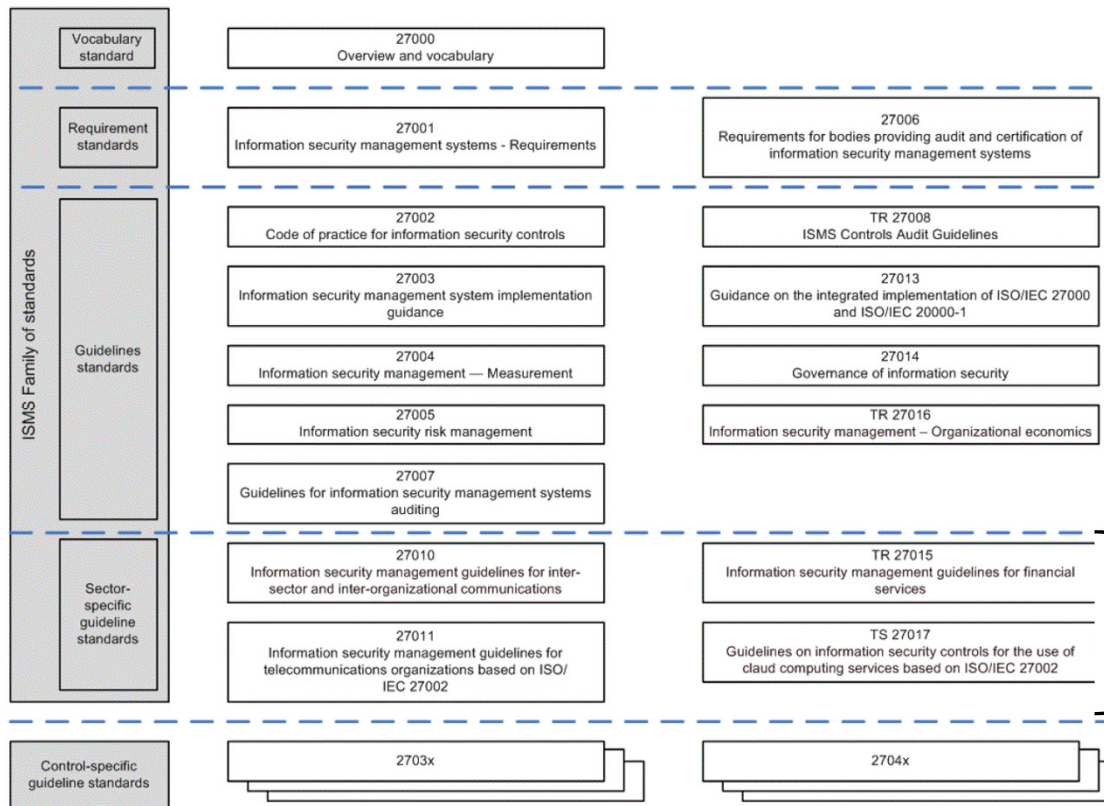 ISMS Family of standards
Vocabulary
standard
27000
Overview and vocabulary
Requirement
standards
27001
Information security management systems - Requirements
27006
Requirements for bodies providing audit and certification of
information security management systems
Guidelines
standards
27002
Code of practice for information security controls
TR 27008
ISMS Controls Audit Guidelines
27003
Information security management system implementation
guidance
27013
Guidance on the integrated implementation of ISO/IEC 27000
and ISO/IEC 20000-1
27004
Information security management — Measurement
27014
Governance of information security
27005
Information security risk management
TR 27016
Information security management – Organizational economics
27007
Guidelines for information security management systems
auditing
Sector-
specific
guideline
standards
27010
Information security management guidelines for inter-
sector and inter-organizational communications
TR 27015
Information security management guidelines for financial
services
27011
Information security management guidelines for
telecommunications organizations based on ISO/
IEC 27002
TS 27017
Guidelines on information security controls for the use of
claud computing services based on ISO/IEC 27002
Control-specific
guideline standards
2703x
2704x